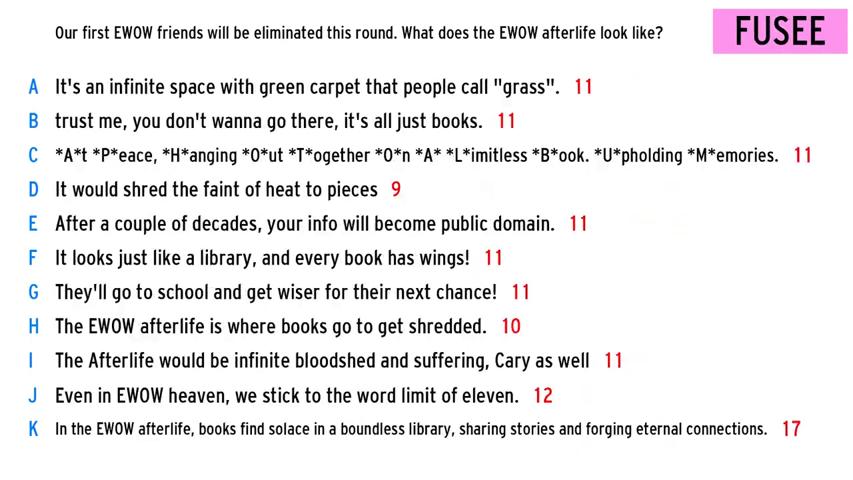 Our first EWOW friends will be eliminated this round. What does the EWOW afterlife look like?
FUSEE
A It's an infinite space with green carpet that people call "grass". 11
B trust me, you don't wanna go there, it's all just books. 11
C *A*t *P*eace, *H*anging *O*ut *T*ogether *O*n *A* *L*imitless *B*ook. *U*pholding *M*emories. 11
D It would shred the faint of heat to pieces 9
E After a couple of decades, your info will become public domain. 11
F It looks just like a library, and every book has wings! 11
G They'll go to school and get wiser for their next chance! 11
H The EWOW afterlife is where books go to get shredded. 10
I The Afterlife would be infinite bloodshed and suffering, Cary as well 11
J Even in EWOW heaven, we stick to the word limit of eleven. 12
K In the EWOW afterlife, books find solace in a boundless library, sharing stories and forging eternal connections. 17